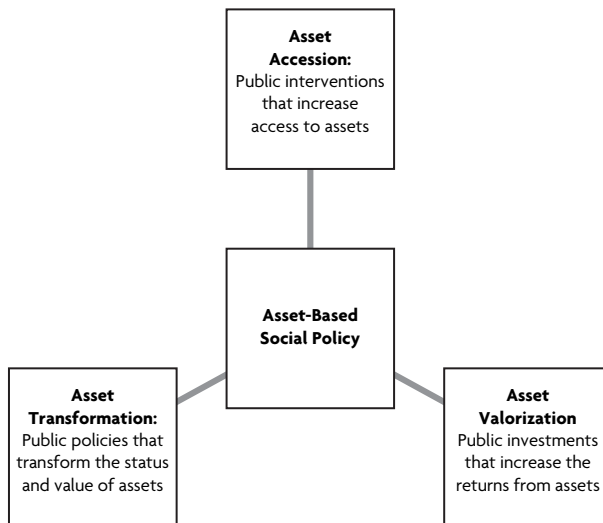 Asset
Accession:
Public interventions
that increase
access to assets
Asset-Based
Social Policy
Asset
Transformation:
Public policies that
transform the status
and value of assets
Asset
Valorization
Public investments
that increase the
returns from assets